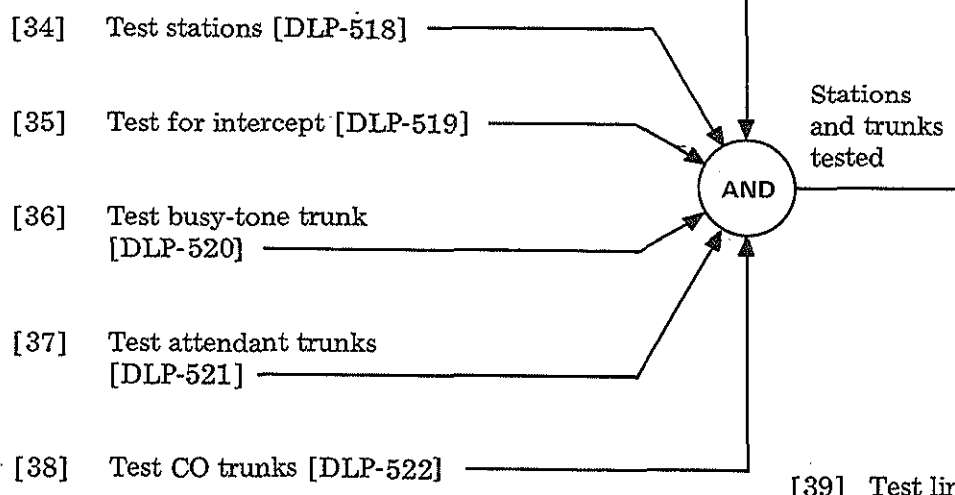 [34] Test stations [DLP-518]
[35] Test for intercept [DLP-519]
[36] Test busy-tone trunk
[DLP-520]
[37] Test attendant trunks
[DLP-521]
[38] Test CO trunks [DLP-522]
AND
Stations
and trunks
tested
[39] Test